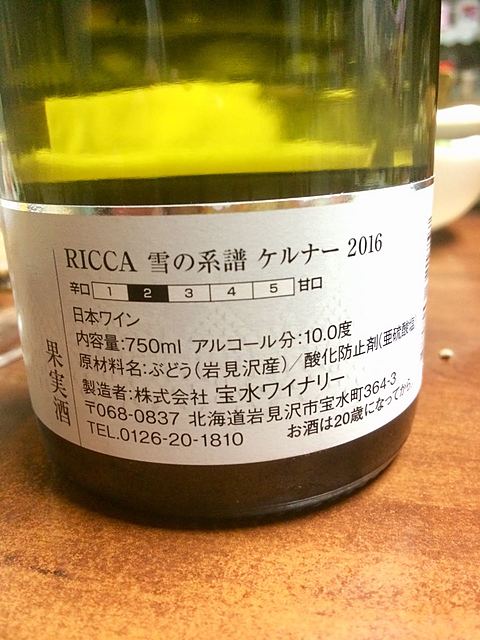 RICCA 雪の系譜 ケルナー 2016
辛口 1 2 3 4 5 甘口
日本ワイン
内容量:750ml アルコール分:10.0度
原材料名:ぶどう(岩見沢産)/酸化防止剤(亜硫酸塩
製造者:株式会社 宝水ワイナリー
〒068-0837 北海道岩見沢市宝水町364-3
TEL.0126-20-1810 お酒は20歳になってから
果実酒